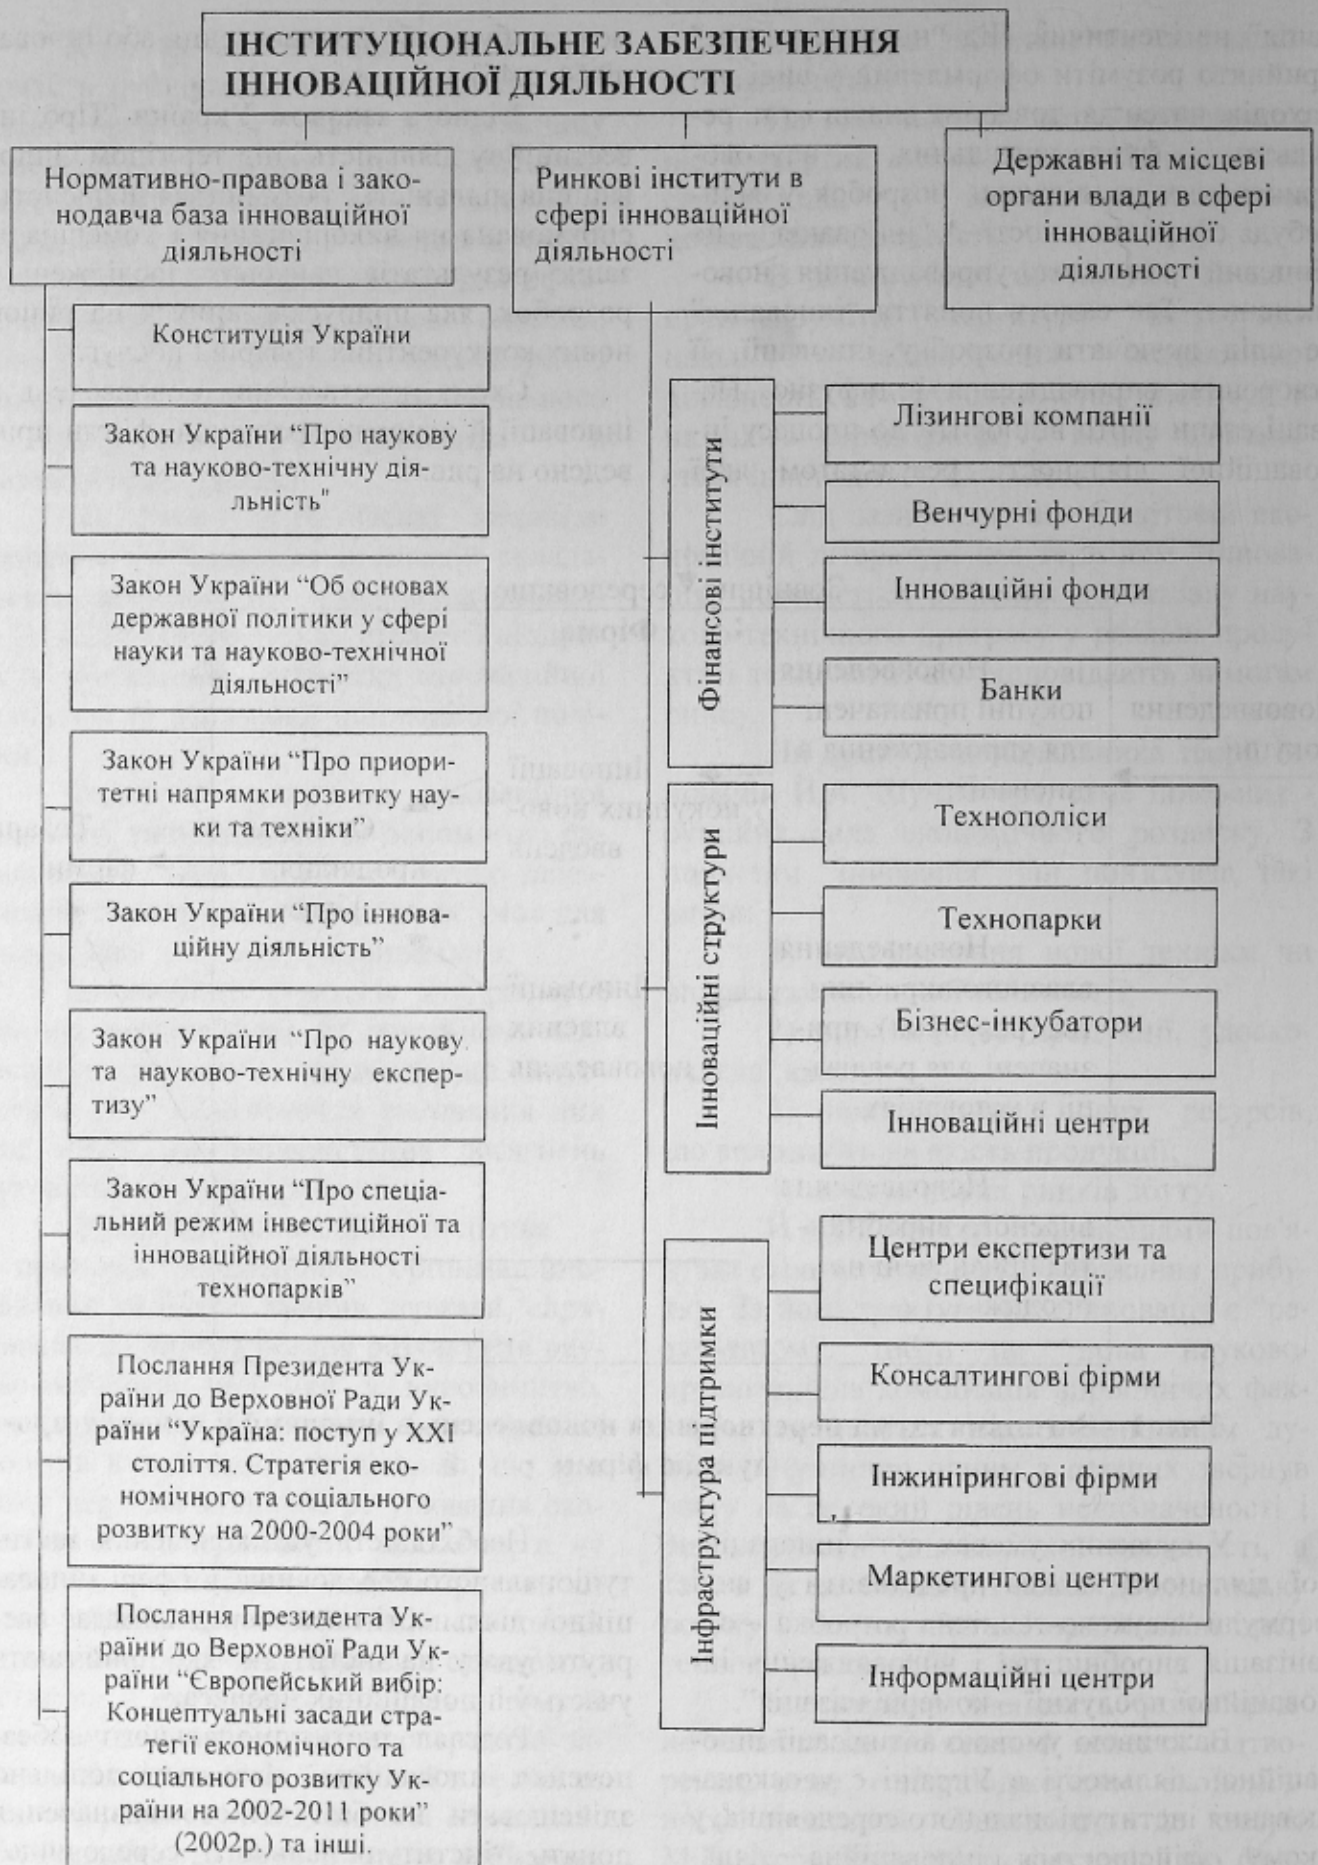 ІНСТИТУЦІОНАЛЬНЕ ЗАБЕЗПЕЧЕННЯ
ІННОВАЦІЙНОЇ ДІЯЛЬНОСТІ
Нормативно-правова і зако-
нодавча база інноваційної
діяльності
Ринкові інститути в
сфері інноваційної
діяльності
Державні та місцеві
органи влади в сфері
інноваційної
діяльності
Конституція України
Закон України “Про наукову
та науково-технічну дія-
льність"
Закон України “Об основах
державної політики у сфері
науки та науково-технічної
діяльності”
Закон України “Про приори-
тетні напрямки розвитку нау-
ки та техніки”
Закон України “Про іннова-
ційну діяльність”
Закон України “Про наукову
та науково-технічну експер-
тизу”
Закон України “Про спеціа-
льний режим інвестиційної та
інноваційної діяльності
технопарків”
Послання Президента Ук-
раїни до Верховної Ради Ук-
раїни “Україна: поступ у XXI
століття. Стратегія еко-
номічного та соціального
розвитку на 2000-2004 роки”
Послання Президента Ук-
раїни до Верховної Ради Ук-
раїни “Європейський вибір:
Концептуальні засади стра-
тегії економічного та
соціального розвитку Ук-
раїни на 2002-2011 роки”
(2002р.) та інші.
Фінансові інститути
Лізингові компанії
Венчурні фонди
Інноваційні фонди
Банки
Інноваційні структури
Технополіси
Технопарки
Бізнес-інкубатори
Інноваційні центри
Інфраструктура підтримки
Центри експертизи та
специфікації
Консалтингові фірми
Інжинірингові фірми
Маркетингові центри
Інформаційні центри